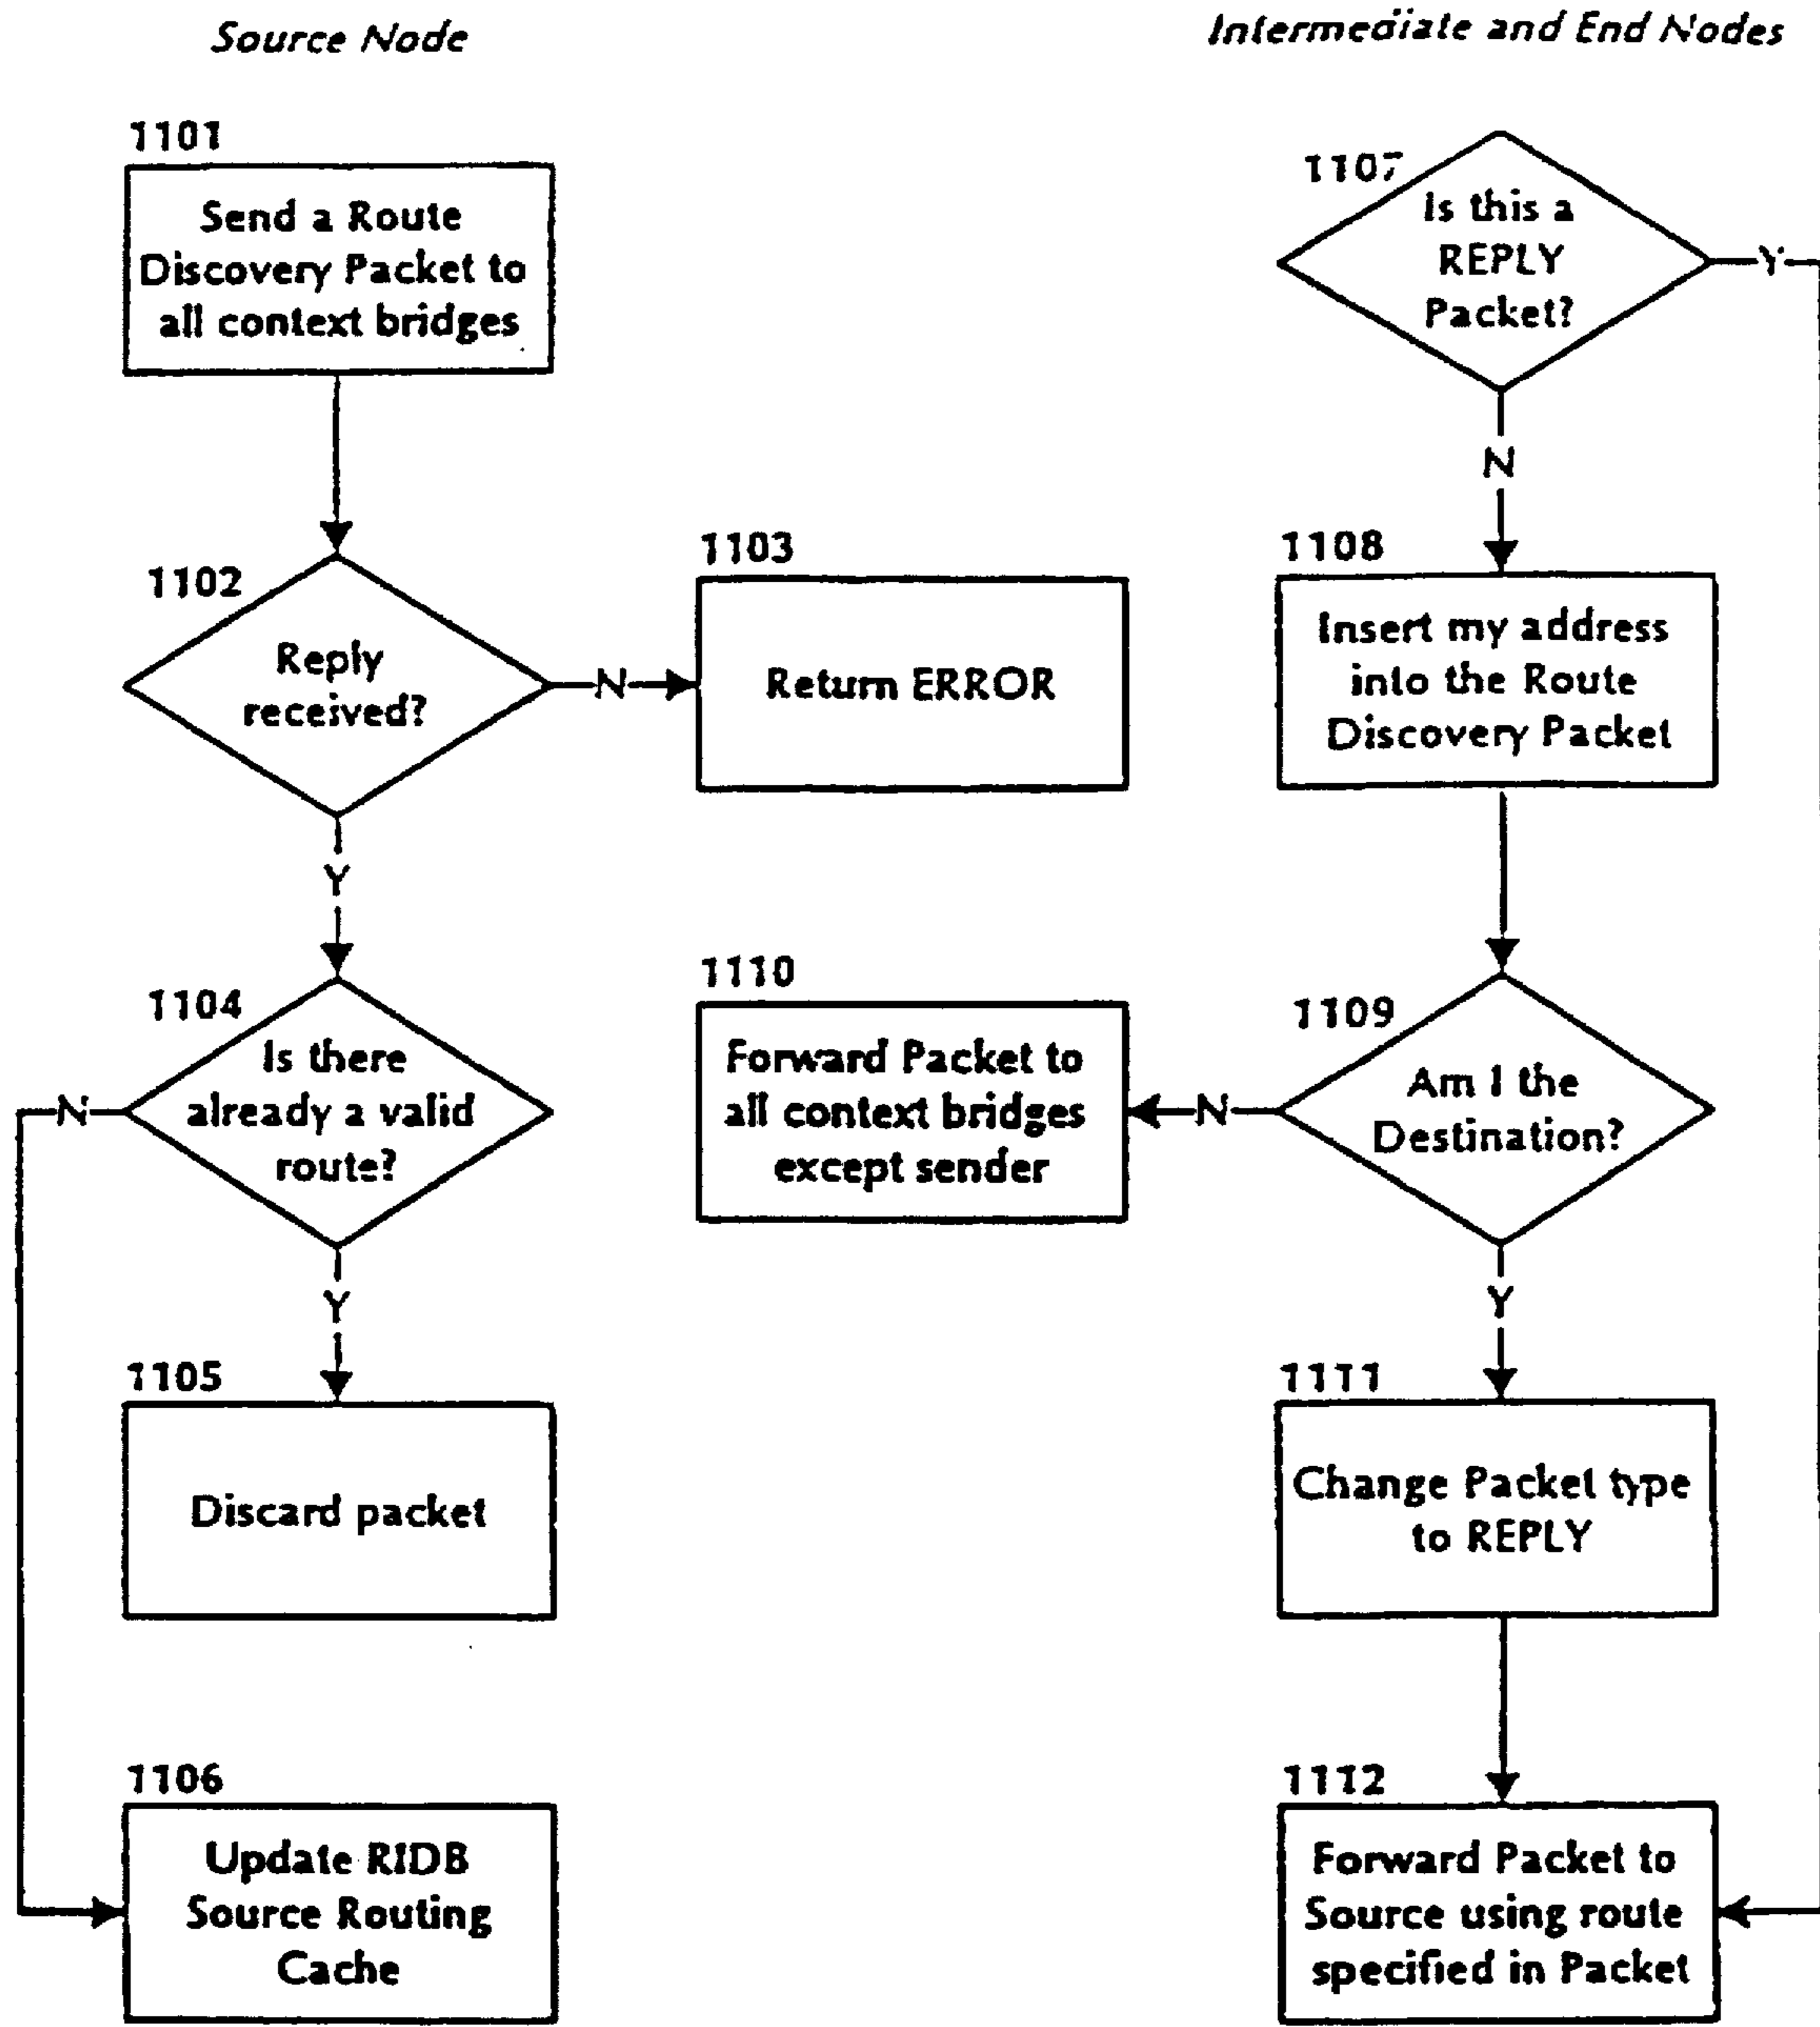 Source Node
Intermediate and End Nodes
1101
Send a Route
Discovery Packet to
all context bridges
1102
Reply
received?
N
1103
Return ERROR
Y
1104
Is there
already a valid
route?
N
Y
1105
Discard packet
1106
Update RIDB
Source Routing
Cache
1107
Is this a
REPLY
Packet?
Y
N
1108
Insert my address
into the Route
Discovery Packet
1109
Am I the
Destination?
N
1110
Forward Packet to
all context bridges
except sender
Y
1111
Change Packet type
to REPLY
1112
Forward Packet to
Source using route
specified in Packet